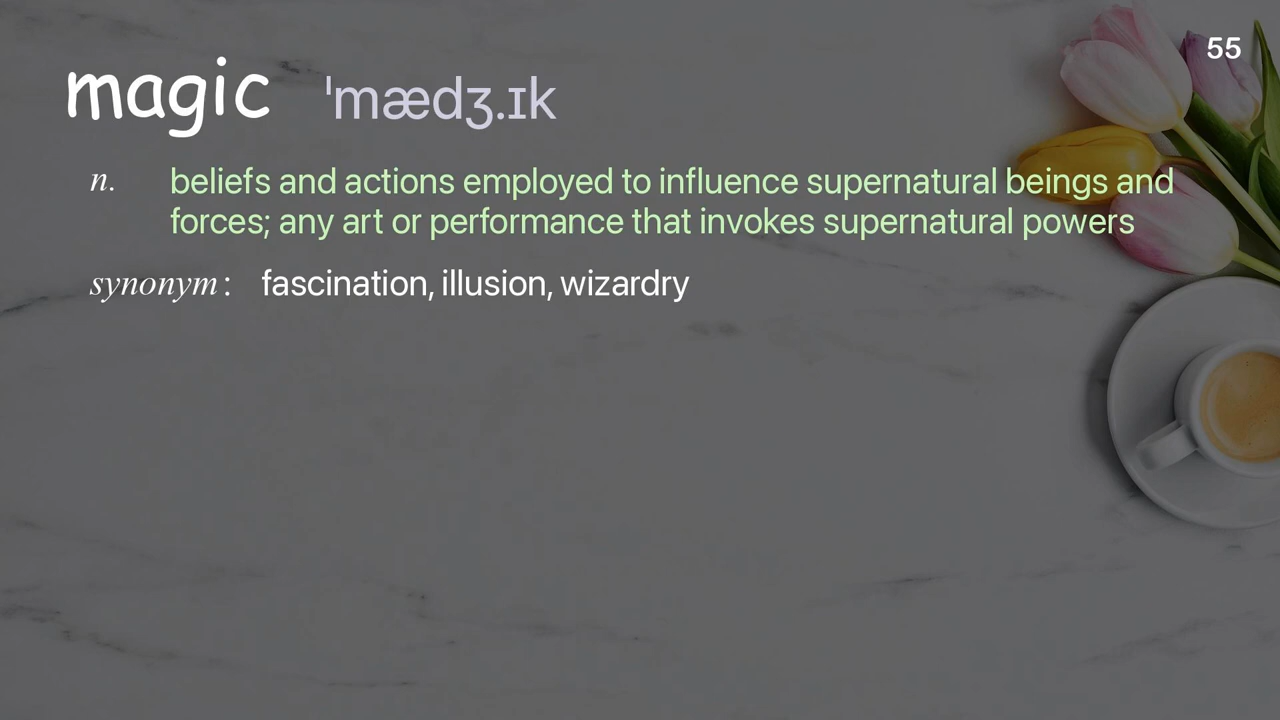 55
magic ˈmædʒ.ɪk
n. beliefs and actions employed to influence supernatural beings and
forces; any art or performance that invokes supernatural powers
synonym: fascination, illusion, wizardry